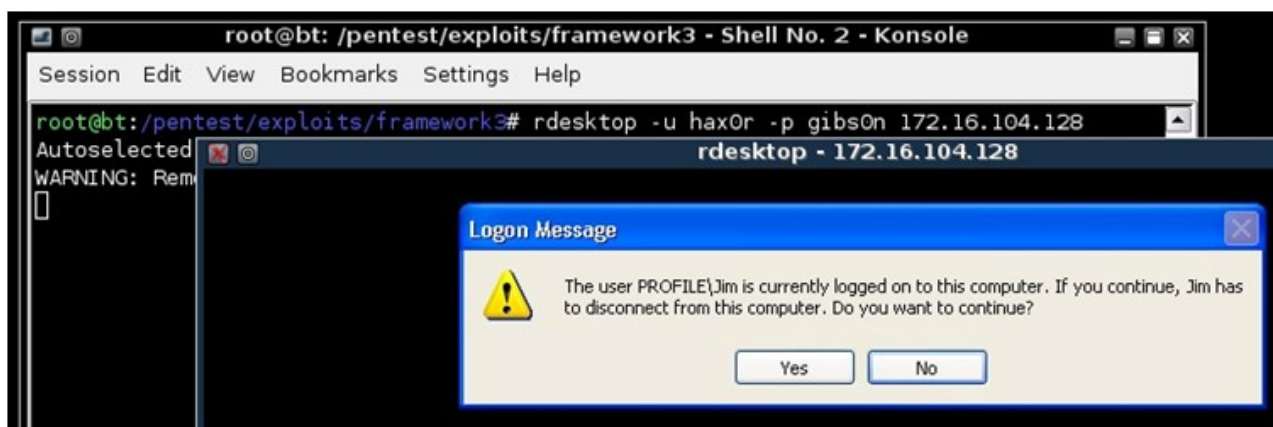 root@bt: /pentest/exploits/framework3 - Shell No. 2 - Konsole
Session Edit View Bookmarks Settings Help
root@bt:/pentest/exploits/framework3# rdesktop -u hax0r -p gibs0n 172.16.104.128
Autoselected
rdesktop - 172.16.104.128
WARNING: Rem
Logon Message
The user PROFILE\Jim is currently logged on to this computer. If you continue, Jim has
to disconnect from this computer. Do you want to continue?
Yes No